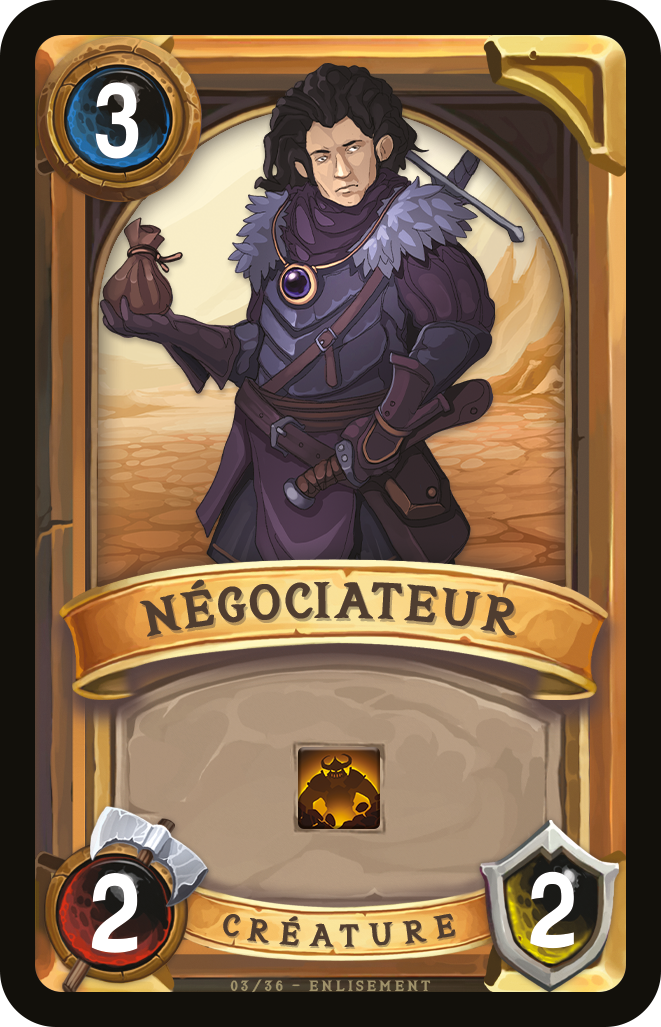 3
NÉGOCIATEUR
2
2
CRÉATURE
03/36 - ENLISEMENT